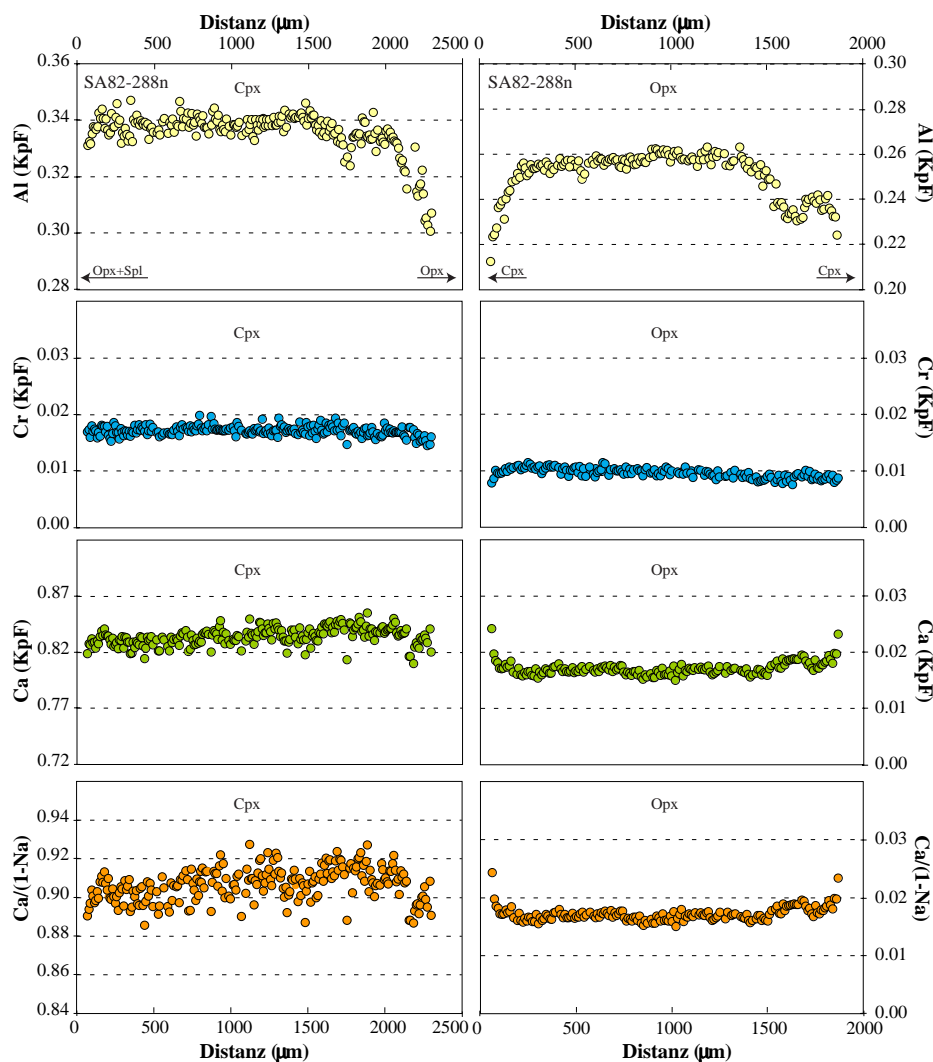 Distanz (µm)
0 500 1000 1500 2000 2500
Distanz (µm)
0 500 1000 1500 2000
Al (KpF)
0.36
0.34
0.32
0.30
0.28
SA82-288n
Cpx
Opx+Spl
Opx
SA82-288n
Opx
Cpx
Cpx
0.30
0.28
0.26
0.24
0.22
0.20
Al (KpF)
Cr (KpF)
0.03
0.02
0.01
0.00
Cpx
Opx
0.03
0.02
0.01
0.00
Cr (KpF)
Ca (KpF)
0.87
0.82
0.77
0.72
Cpx
Opx
0.03
0.02
0.01
0.00
Ca (KpF)
Ca/(1-Na)
0.94
0.92
0.90
0.88
0.86
0.84
Cpx
Opx
0.03
0.02
0.01
0.00
Ca/(1-Na)
0 500 1000 1500 2000 2500
Distanz (µm)
0 500 1000 1500 2000
Distanz (µm)